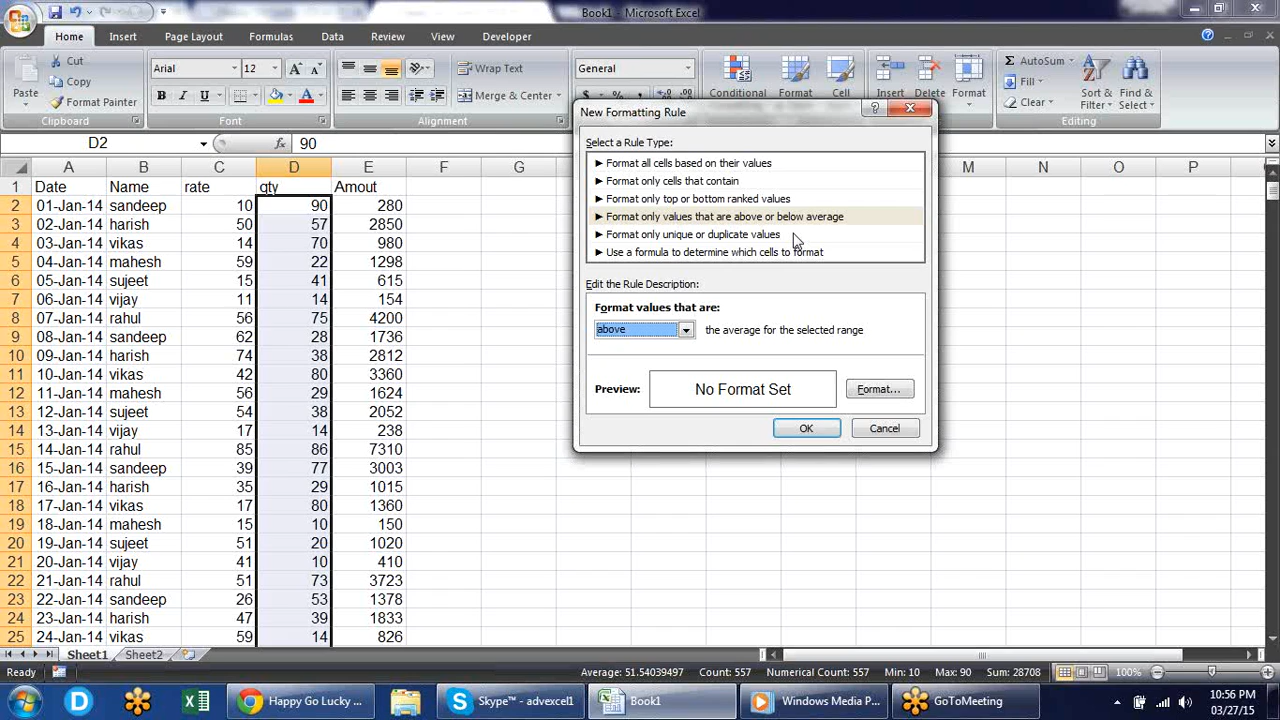 Book1 - Microsoft Excel
Home Insert Page Layout Formulas Data Review View Developer
Paste
Cut
Copy
Format Painter
Clipboard
Arial 12
B I U
Font
Wrap Text
Merge & Center
Alignment
General
Conditional Format Cell
Insert Delete Format
AutoSum
Fill
Clear
Sort & Filter
Find & Select
Editing
D2 90
A B C D E F G M N O P
1 Date Name rate qty Amout
2 01-Jan-14 sandeep 10 90 280
3 02-Jan-14 harish 50 57 2850
4 03-Jan-14 vikas 14 70 980
5 04-Jan-14 mahesh 59 22 1298
6 05-Jan-14 sujeet 15 41 615
7 06-Jan-14 vijay 11 14 154
8 07-Jan-14 rahul 56 75 4200
9 08-Jan-14 sandeep 62 28 1736
10 09-Jan-14 harish 74 38 2812
11 10-Jan-14 vikas 42 80 3360
12 11-Jan-14 mahesh 56 29 1624
13 12-Jan-14 sujeet 54 38 2052
14 13-Jan-14 vijay 17 14 238
15 14-Jan-14 rahul 85 86 7310
16 15-Jan-14 sandeep 39 77 3003
17 16-Jan-14 harish 35 29 1015
18 17-Jan-14 vikas 17 80 1360
19 18-Jan-14 mahesh 15 10 150
20 19-Jan-14 sujeet 51 20 1020
21 20-Jan-14 vijay 41 10 410
22 21-Jan-14 rahul 51 73 3723
23 22-Jan-14 sandeep 26 53 1378
24 23-Jan-14 harish 47 39 1833
25 24-Jan-14 vikas 59 14 826
New Formatting Rule
Select a Rule Type:
► Format all cells based on their values
► Format only cells that contain
► Format only top or bottom ranked values
► Format only values that are above or below average
► Format only unique or duplicate values
► Use a formula to determine which cells to format
Edit the Rule Description:
Format values that are:
above the average for the selected range
Preview: No Format Set Format...
OK Cancel
Sheet1 Sheet2
Ready Average: 51.54039497 Count: 557 Numerical Count: 557 Min: 10 Max: 90 Sum: 28708 100%
Happy Go Lucky ... Skype™ - advexcel1 Book1 Windows Media P... GoToMeeting
10:56 PM
03/27/15